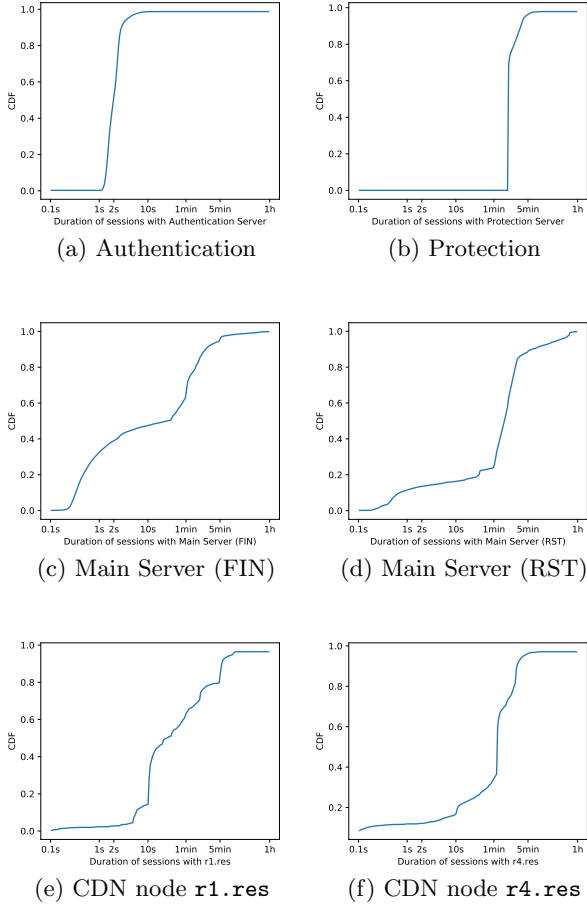 1.0
0.8
0.6
0.4
0.2
0.0
CDF
0.1s 1s 2s 10s 1min 5min 1h
Duration of sessions with Authentication Server
(a) Authentication
1.0
0.8
0.6
0.4
0.2
0.0
CDF
0.1s 1s 2s 10s 1min 5min 1h
Duration of sessions with Protection Server
(b) Protection
1.0
0.8
0.6
0.4
0.2
0.0
CDF
0.1s 1s 2s 10s 1min 5min 1h
Duration of sessions with Main Server (FIN)
(c) Main Server (FIN)
1.0
0.8
0.6
0.4
0.2
0.0
CDF
0.1s 1s 2s 10s 1min 5min 1h
Duration of sessions with Main Server (RST)
(d) Main Server (RST)
1.0
0.8
0.6
0.4
0.2
0.0
CDF
0.1s 1s 2s 10s 1min 5min 1h
Duration of sessions with r1.res
(e) CDN node r1.res
1.0
0.8
0.6
0.4
0.2
CDF
0.1s 1s 2s 10s 1min 5min 1h
Duration of sessions with r4.res
(f) CDN node r4.res